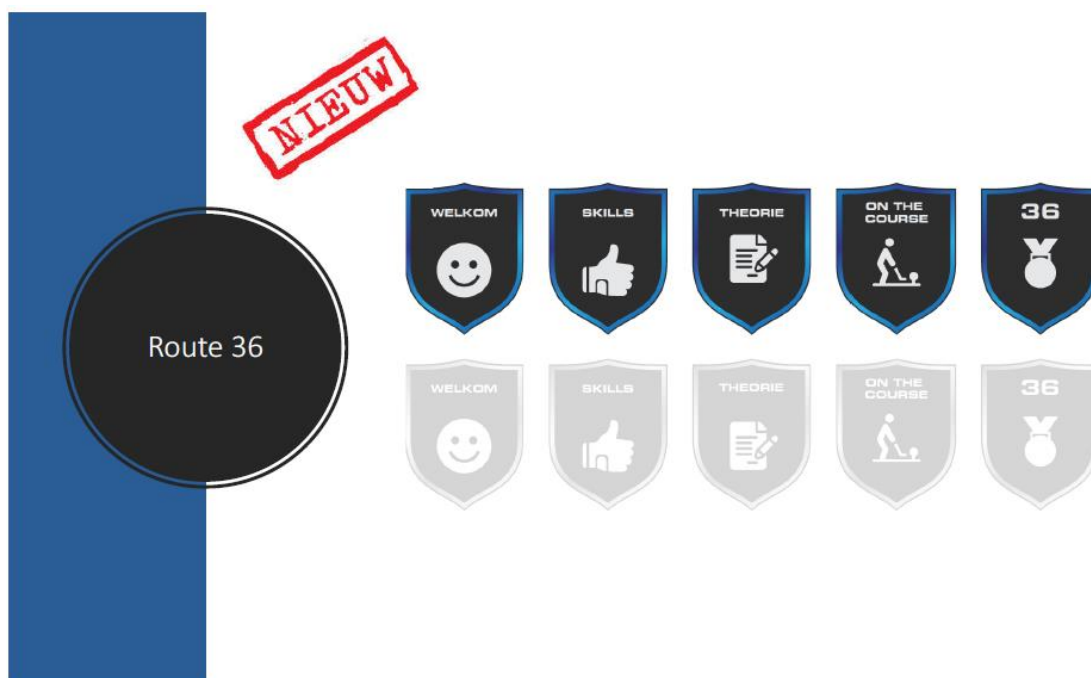 NIEUW
Route 36
WELKOM
SKILLS
THEORIE
ON THE
COURSE
36
WELKOM
SKILLS
THEORIE
ON THE
COURSE
36